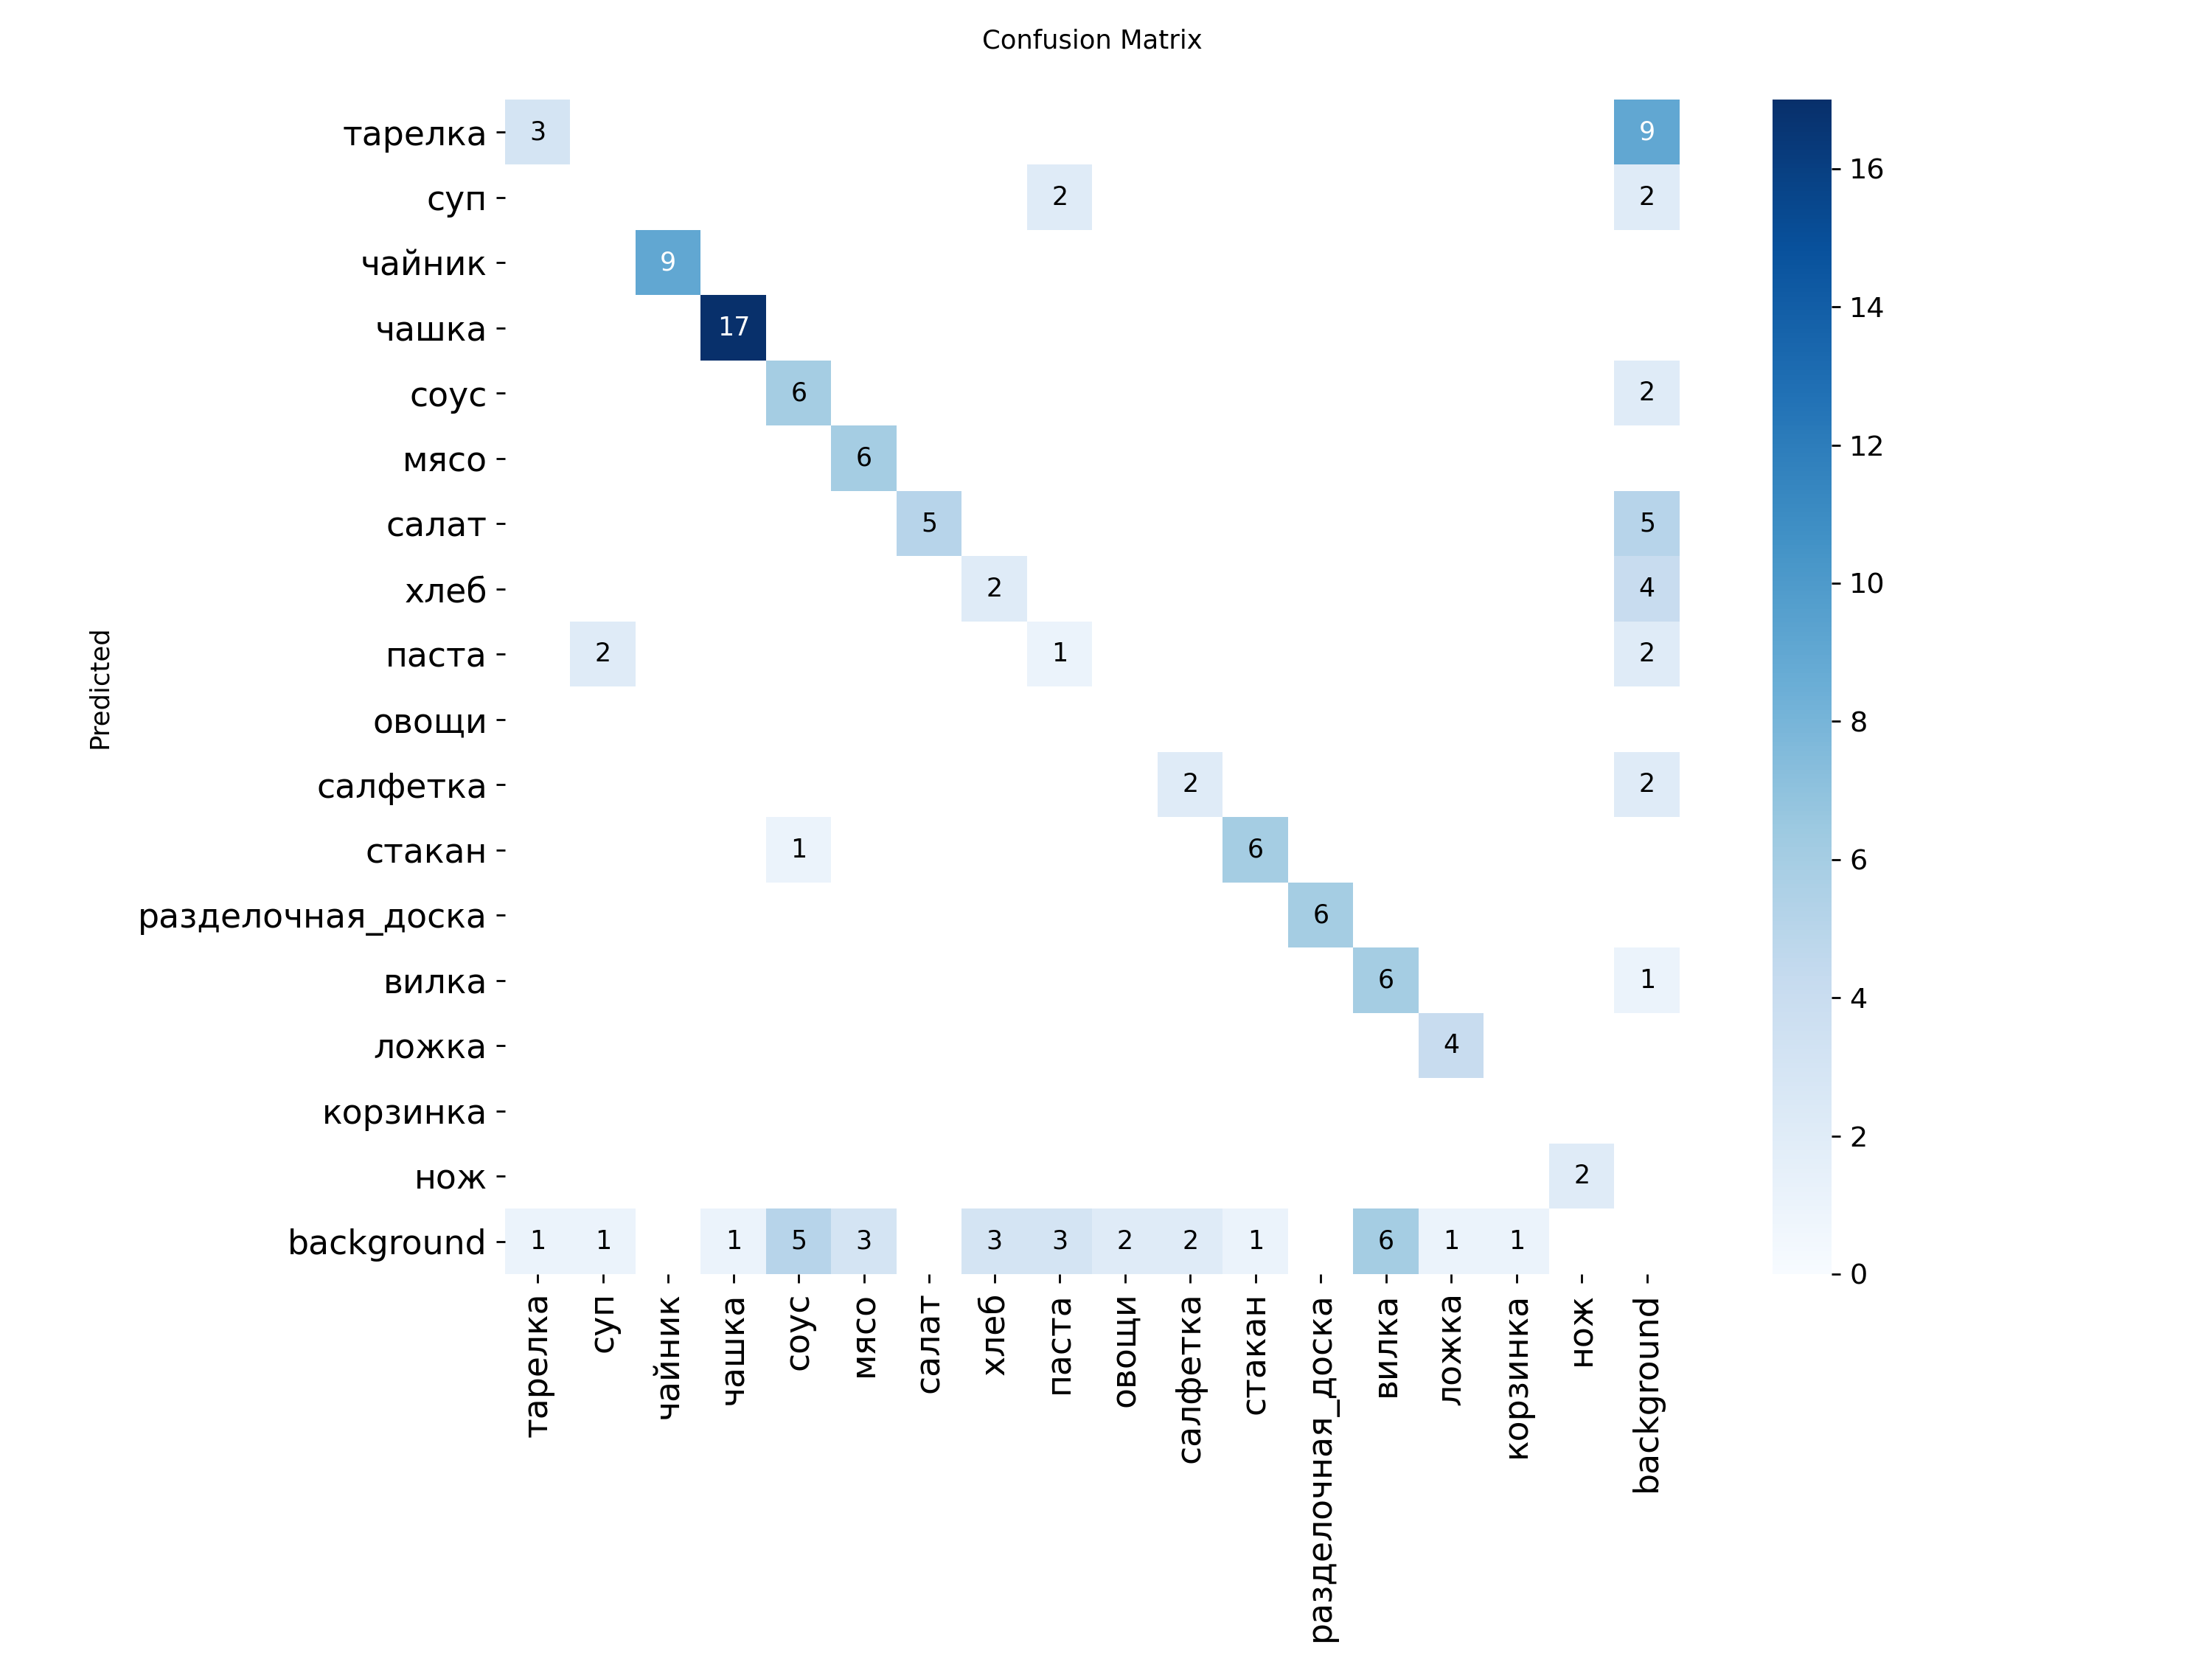 Confusion Matrix
Predicted
тарелка 3 9
суп 2 2
чайник 9
чашка 17
соус 6 2
мясо 6
салат 5 5
хлеб 2 4
паста 2 1 2
овощи
салфетка 2 2
стакан 1 6
разделочная_доска 6
вилка 6 1
ложка 4
корзинка
нож 2
background 1 1 1 5 3 3 3 2 2 1 6 1 1
тарелка
суп
чайник
чашка
соус
мясо
салат
хлеб
паста
овощи
салфетка
стакан
разделочная_доска
вилка
ложка
корзинка
нож
background
16
14
12
10
8
6
4
2
0